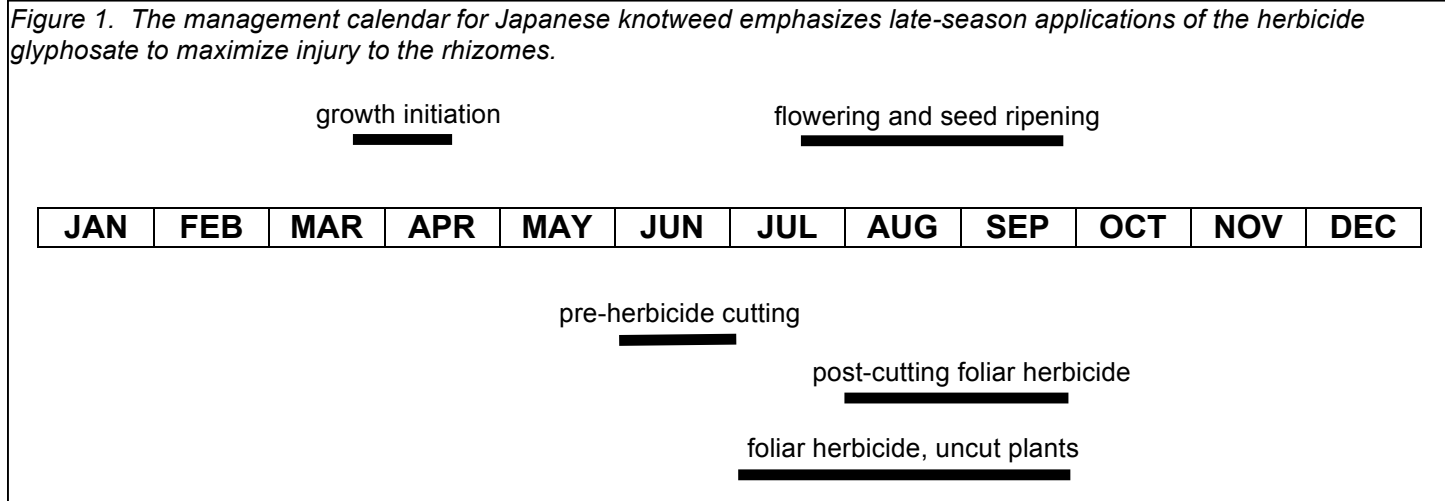 Figure 1.  The management calendar for Japanese knotweed emphasizes late-season applications of the herbicide
glyphosate to maximize injury to the rhizomes.
growth initiation
flowering and seed ripening
JAN FEB MAR APR MAY JUN JUL AUG SEP OCT NOV DEC
pre-herbicide cutting
post-cutting foliar herbicide
foliar herbicide, uncut plants